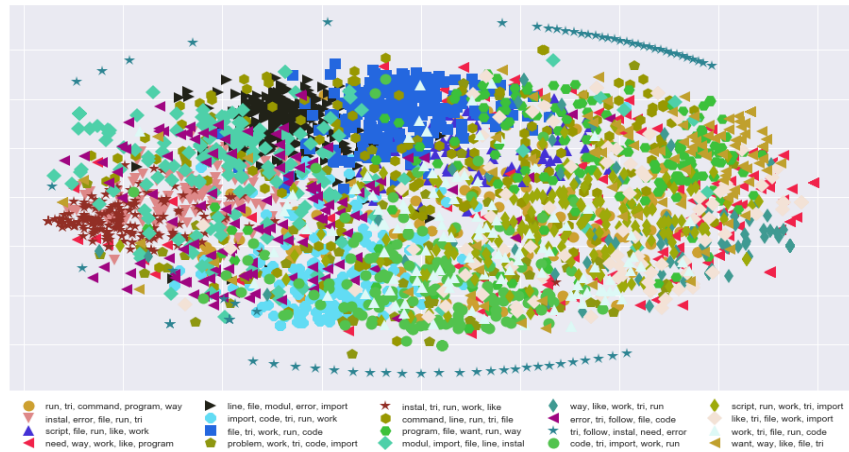 run, tri, command, program, way
instal, error, file, run, tri
script, file, run, like, work
need, way, work, like, program
line, file, modul, error, import
import, code, tri, run, work
file, tri, work, run, code
problem, work, tri, code, import
instal, tri, run, work, like
command, line, run, tri, file
program, file, want, run, way
modul, import, file, line, instal
way, like, work, tri, run
error, tri, follow, file, code
tri, follow, instal, need, error
code, tri, import, work, run
script, run, work, tri, import
like, tri, file, work, import
work, tri, file, run, code
want, way, like, file, tri